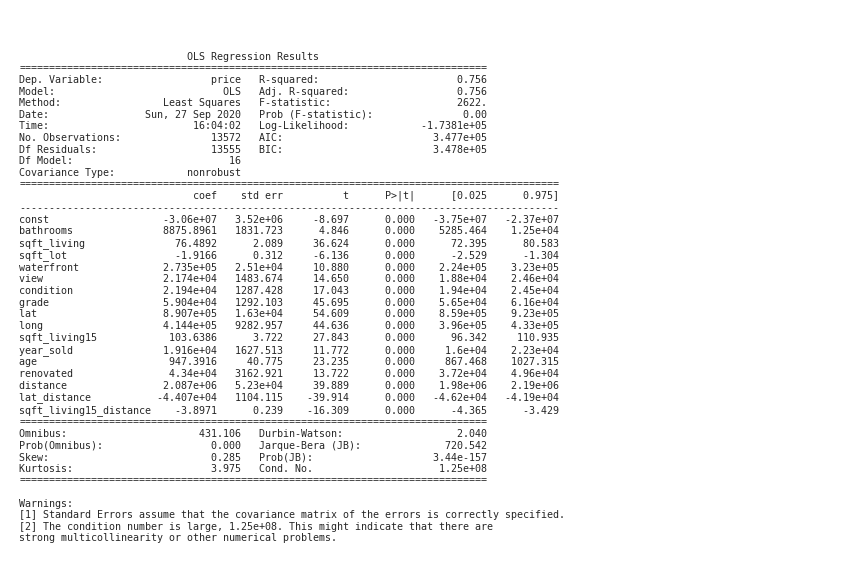 OLS Regression Results
==============================================================================
Dep. Variable:                  price   R-squared:                       0.756
Model:                            OLS   Adj. R-squared:                  0.756
Method:                 Least Squares   F-statistic:                     2622.
Date:                Sun, 27 Sep 2020   Prob (F-statistic):               0.00
Time:                        16:04:02   Log-Likelihood:            -1.7381e+05
No. Observations:               13572   AIC:                         3.477e+05
Df Residuals:                   13555   BIC:                         3.478e+05
Df Model:                          16
Covariance Type:            nonrobust
==========================================================================================
                             coef    std err          t      P>|t|      [0.025      0.975]
------------------------------------------------------------------------------------------
const                   -3.06e+07   3.52e+06     -8.697      0.000   -3.75e+07   -2.37e+07
bathrooms               8875.8961   1831.723      4.846      0.000    5285.464    1.25e+04
sqft_living               76.4892      2.089     36.624      0.000      72.395      80.583
sqft_lot                  -1.9166      0.312     -6.136      0.000      -2.529      -1.304
waterfront              2.735e+05   2.51e+04     10.880      0.000    2.24e+05    3.23e+05
view                    2.174e+04   1483.674     14.650      0.000    1.88e+04    2.46e+04
condition               2.194e+04   1287.428     17.043      0.000    1.94e+04    2.45e+04
grade                   5.904e+04   1292.103     45.695      0.000    5.65e+04    6.16e+04
lat                     8.907e+05   1.63e+04     54.609      0.000    8.59e+05    9.23e+05
long                    4.144e+05   9282.957     44.636      0.000    3.96e+05    4.33e+05
sqft_living15            103.6386      3.722     27.843      0.000      96.342     110.935
year_sold               1.916e+04   1627.513     11.772      0.000     1.6e+04    2.23e+04
age                      947.3916     40.775     23.235      0.000     867.468    1027.315
renovated                4.34e+04   3162.921     13.722      0.000    3.72e+04    4.96e+04
distance                2.087e+06   5.23e+04     39.889      0.000    1.98e+06    2.19e+06
lat_distance           -4.407e+04   1104.115    -39.914      0.000   -4.62e+04   -4.19e+04
sqft_living15_distance    -3.8971      0.239    -16.309      0.000      -4.365      -3.429
==============================================================================
Omnibus:                      431.106   Durbin-Watson:                   2.040
Prob(Omnibus):                  0.000   Jarque-Bera (JB):              720.542
Skew:                           0.285   Prob(JB):                    3.44e-157
Kurtosis:                       3.975   Cond. No.                     1.25e+08
==============================================================================

Warnings:
[1] Standard Errors assume that the covariance matrix of the errors is correctly specified.
[2] The condition number is large, 1.25e+08. This might indicate that there are
strong multicollinearity or other numerical problems.